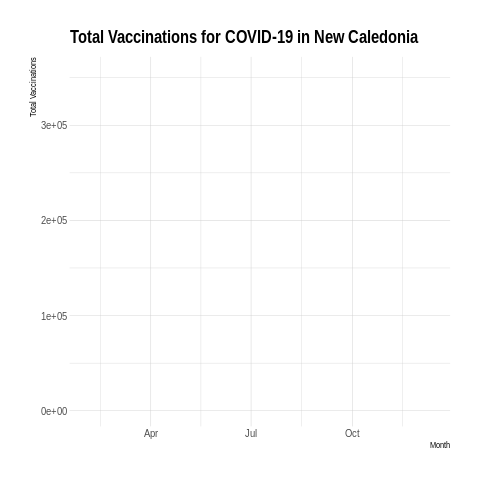 Total Vaccinations for COVID-19 in New Caledonia
Total Vaccinations
3e+05
2e+05
1e+05
0e+00
Apr Jul Oct
Month